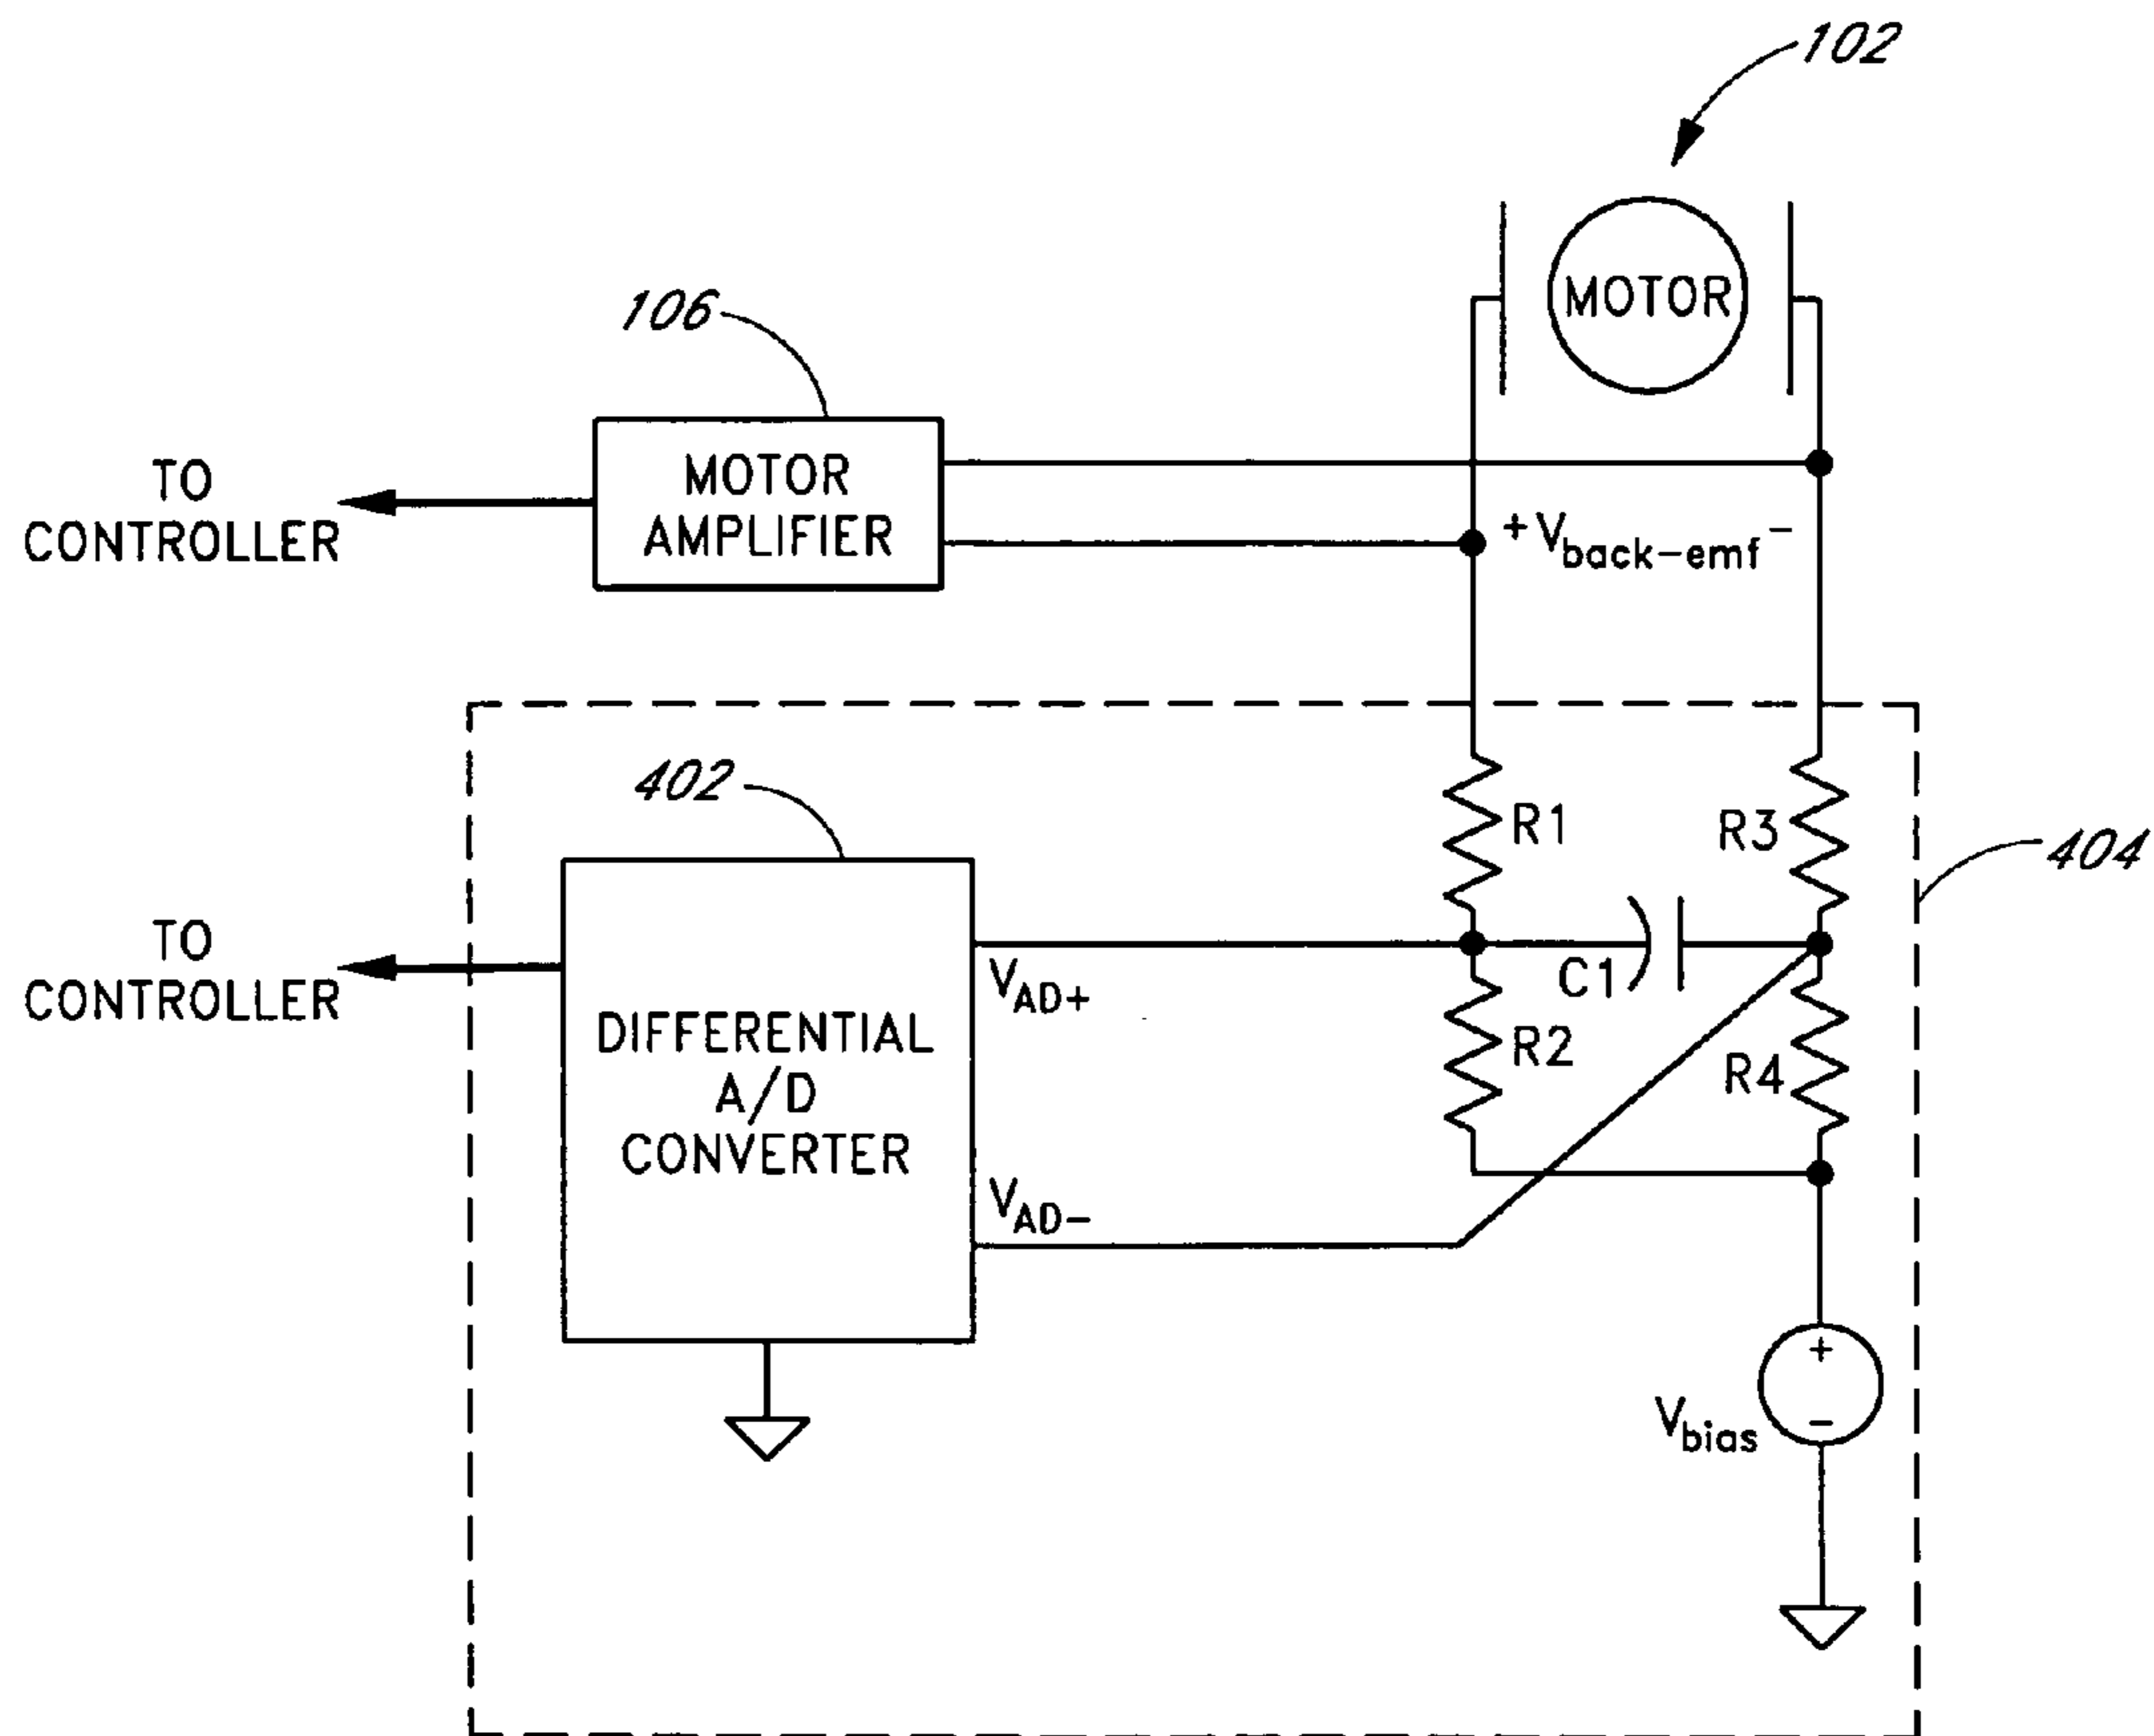 102
MOTOR
106
MOTOR
AMPLIFIER
TO
CONTROLLER
+Vback-emf-
402
R1
R3
404
TO
CONTROLLER
VAD+
C1
DIFFERENTIAL
A/D
CONVERTER
R2
R4
VAD-
+
-
Vbias